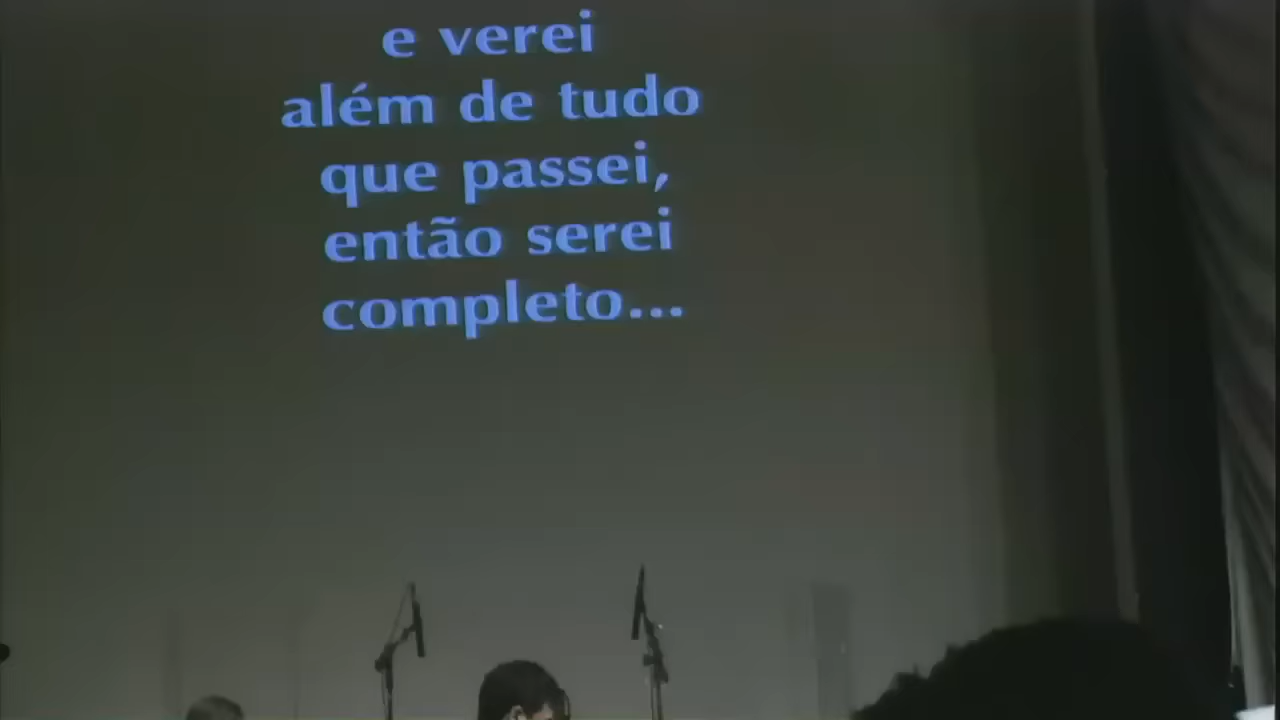 e verei
além de tudo
que passei,
então serei
completo...